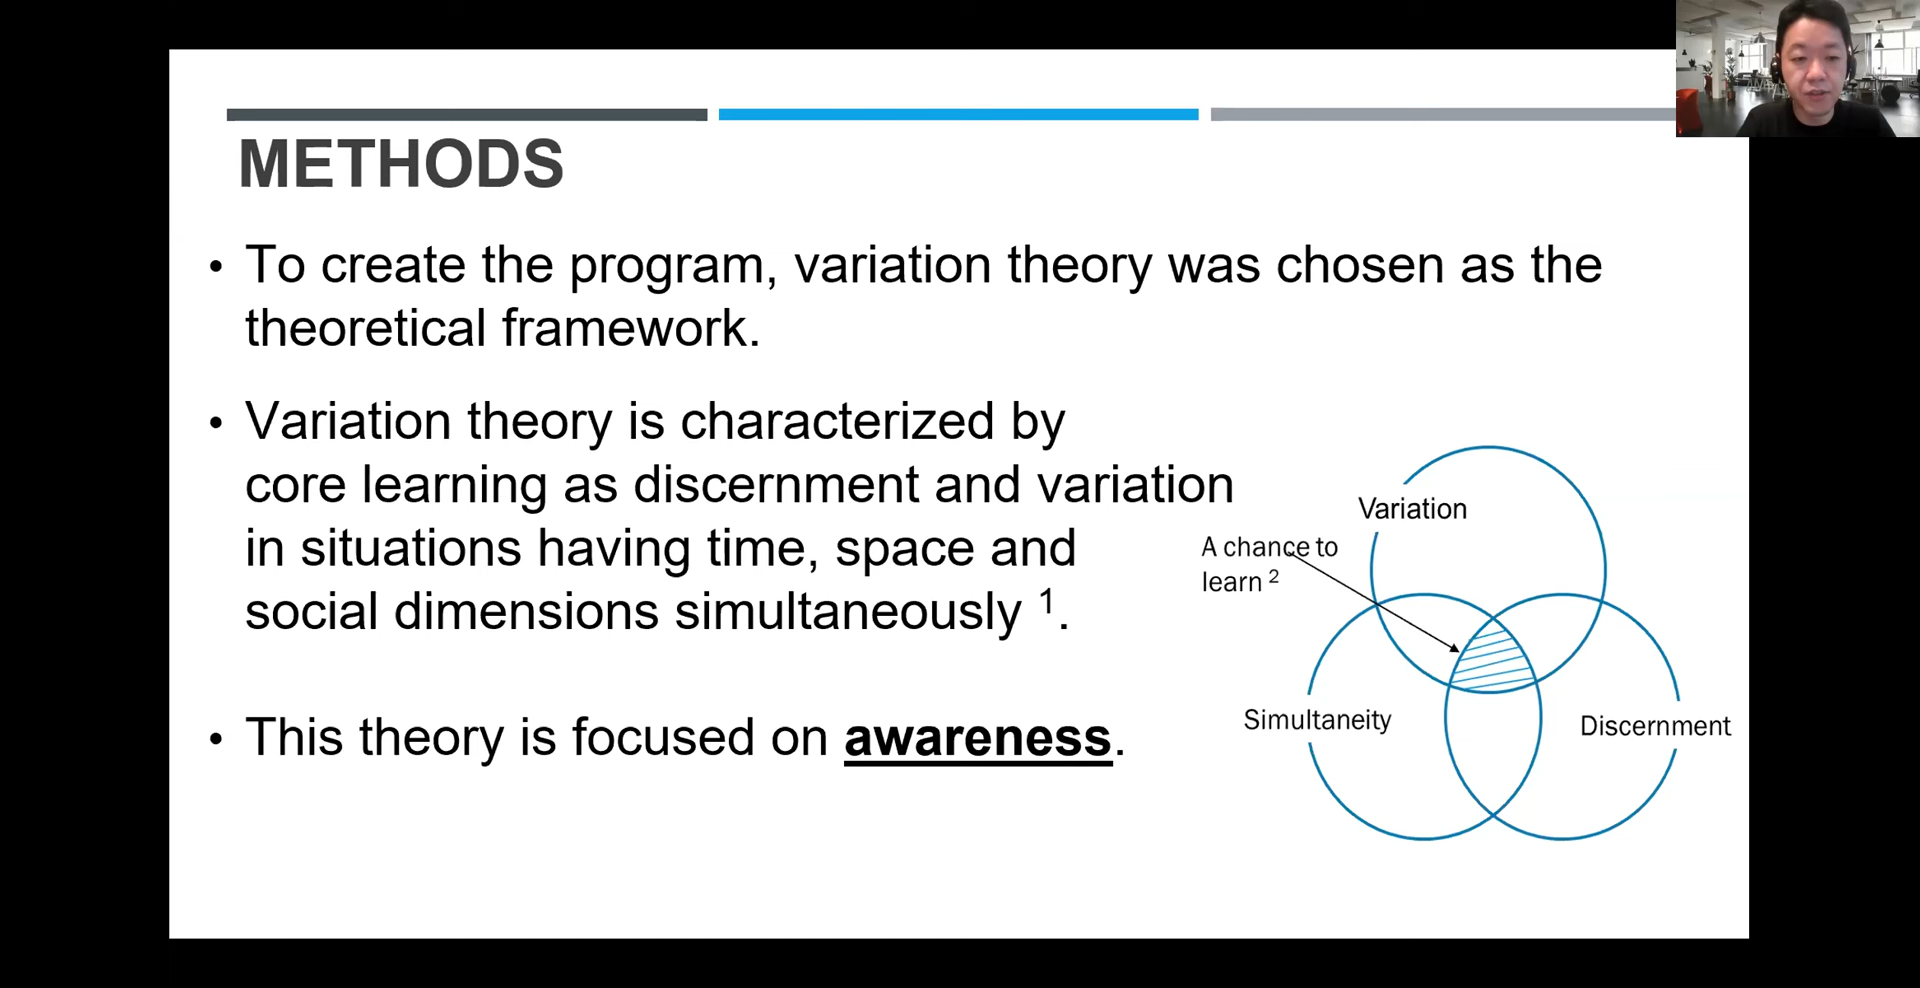 METHODS
• To create the program, variation theory was chosen as the
theoretical framework.
• Variation theory is characterized by
core learning as discernment and variation
in situations having time, space and
social dimensions simultaneously ¹.
• This theory is focused on awareness.
Variation
A chance to
learn ²
Simultaneity
Discernment